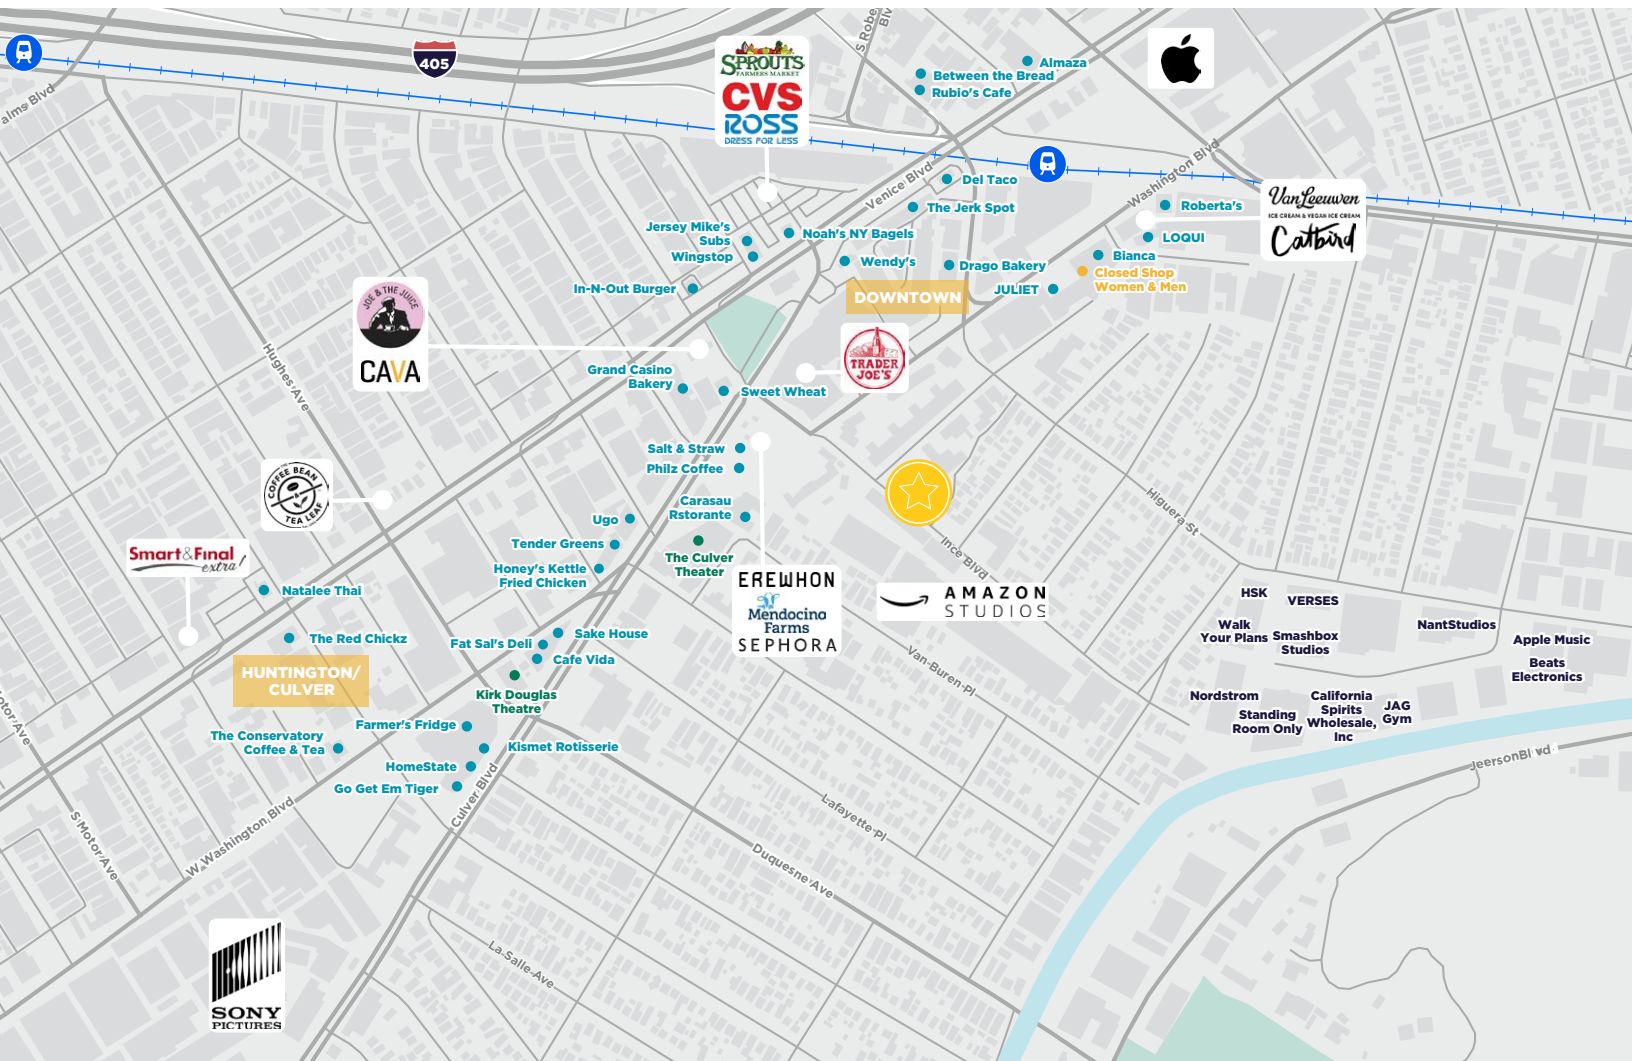 405
SPROUTS
FARMERS MARKET
CVS
ROSS
DRESS FOR LESS
S Robe
Blv
Almaza
Between the Bread
Rubio's Cafe
alms Blvd
Venice Blvd
Washington Blvd
Del Taco
The Jerk Spot
Roberta's
Van Leeuwen
ICE CREAM & VEGAN ICE CREAM
Catbird
Jersey Mike's
Subs
Wingstop
Noah's NY Bagels
LOQUI
Bianca
Wendy's
Drago Bakery
Closed Shop
Women & Men
In-N-Out Burger
JULIET
DOWNTOWN
JOE & THE JUICE
CAVA
TRADER
JOE'S
Hughes Ave
Grand Casino
Bakery
Sweet Wheat
Salt & Straw
Philz Coffee
COFFEE BEAN
&
TEA LEAF
Carasau
Rstorante
Ugo
Higuera St
Tender Greens
The Culver
Theater
Ince Blvd
Honey's Kettle
Fried Chicken
Smart&Final
extra!
Natalee Thai
EREWHON
Mendocino
Farms
SEPHORA
AMAZON
STUDIOS
HSK
VERSES
Walk
Your Plans
Smashbox
Studios
NantStudios
Apple Music
Beats
Electronics
The Red Chickz
Fat Sal's Deli
Sake House
Cafe Vida
Van Buren Pl
HUNTINGTON/
CULVER
Kirk Douglas
Theatre
Nordstrom
California
Spirits
Wholesale,
Inc
JAG
Gym
Standing
Room Only
otor Ave
Farmer's Fridge
The Conservatory
Coffee & Tea
Kismet Rotisserie
HomeState
Go Get Em Tiger
JeersonBl vd
Culver Blvd
S Motor Ave
W Washington Blvd
Lafayette Pl
Duquesne Ave
La Salle Ave
SONY
PICTURES